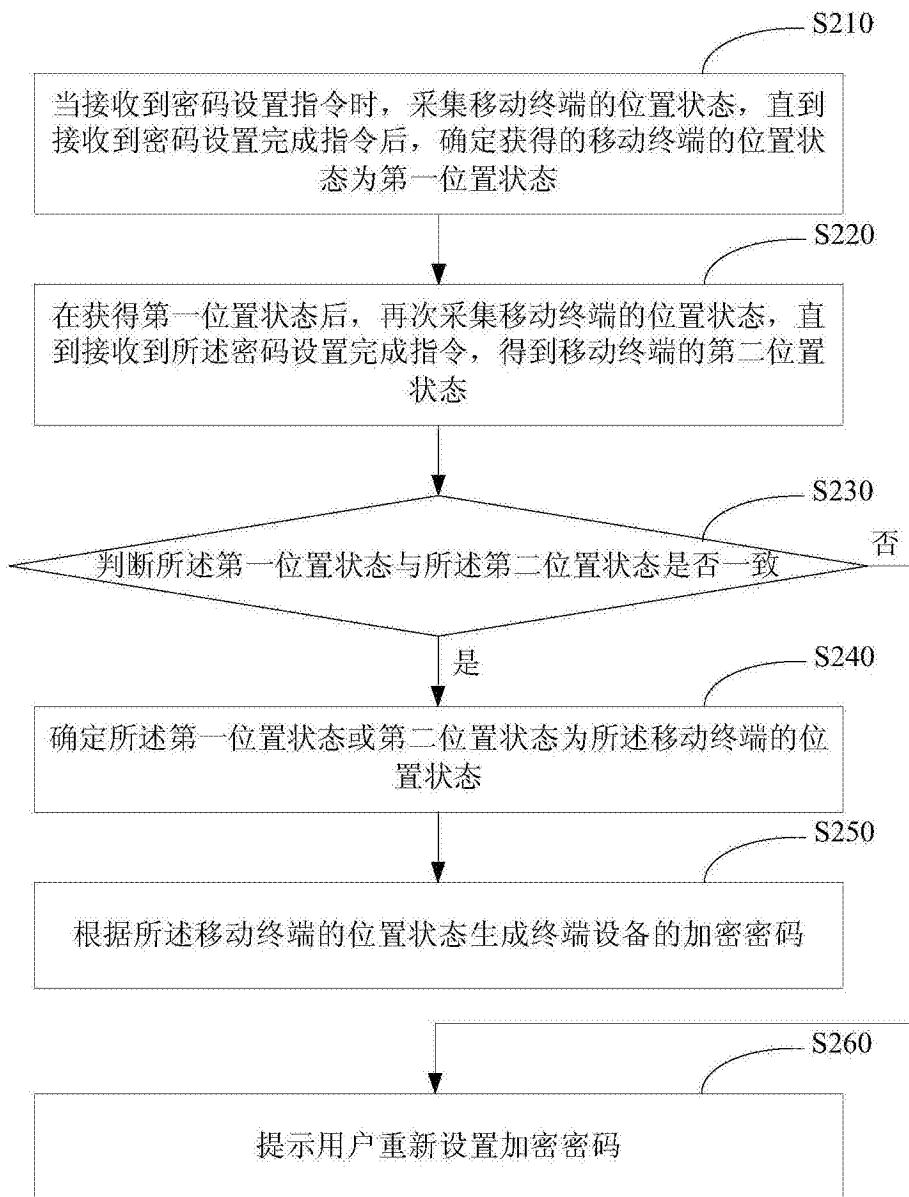 S210
当接收到密码设置指令时，采集移动终端的位置状态，直到
接收到密码设置完成指令后，确定获得的移动终端的位置状
态为第一位置状态
S220
在获得第一位置状态后，再次采集移动终端的位置状态，直
到接收到所述密码设置完成指令，得到移动终端的第二位置
状态
S230
判断所述第一位置状态与所述第二位置状态是否一致
否
是
S240
确定所述第一位置状态或第二位置状态为所述移动终端的位
置状态
S250
根据所述移动终端的位置状态生成终端设备的加密密码
S260
提示用户重新设置加密密码